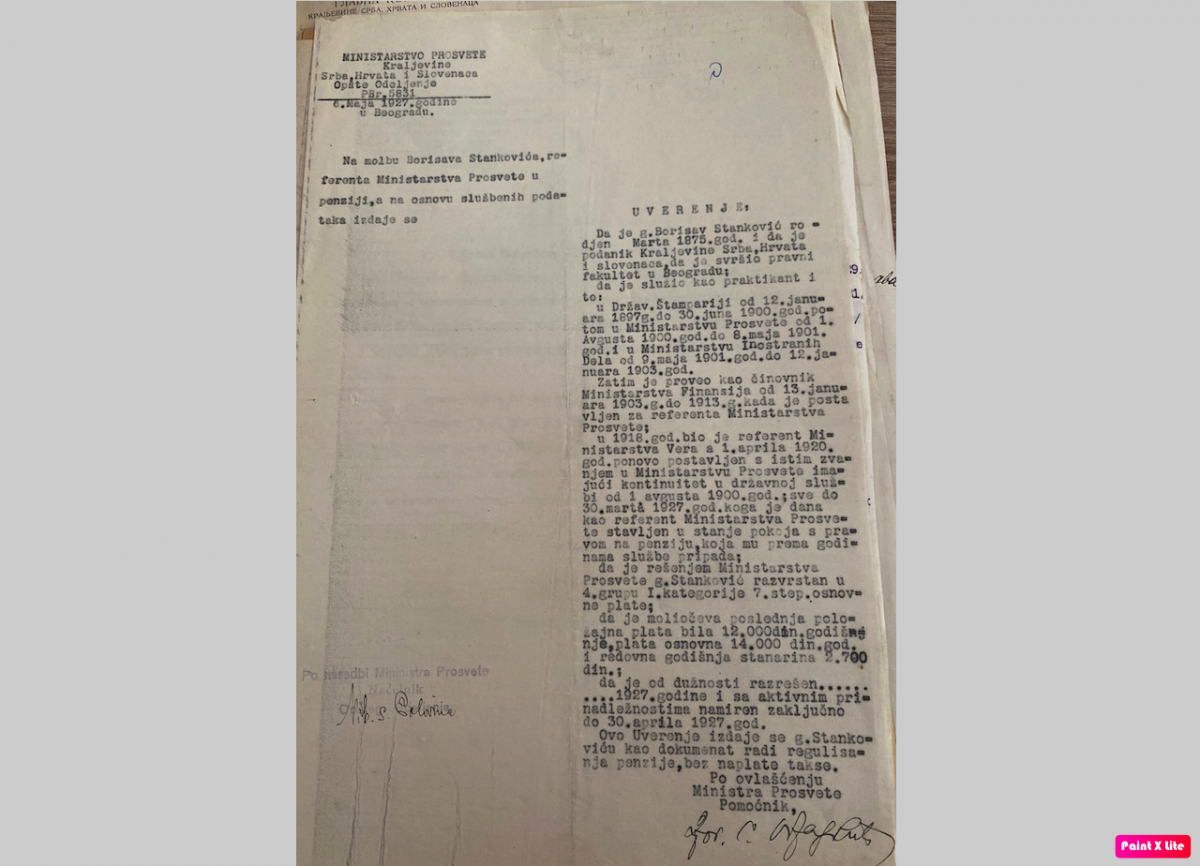 КРАЉЕВИНЕ СРБА, ХРВАТА И СЛОВЕНАЦА
MINISTARSTVO PROSVETE
Kraljevine
Srba,Hrvata i Slovenaca
Opšte Odeljenje
PBr.5831
6.Maja 1927.godine
u Beogradu.
Na molbu Borisava Stankovića,re=
ferenta Ministarstva Prosvete u
penziji,a na osnovu službenih poda=
taka izdaje se
U V E R E N J E:
Da je g.Borisav Stanković ro =
djen Marta 1875.god. i da je
podanik Kraljevine Srba,Hrvata
i slovenaca,da je svršio pravni
fakultet u Beogradu;
da je služio kao praktikant i
to:
u Držav.Štampariji od 12.janu=
ara 1897g.do 30.juna 1900.god.po=
tom u Ministarstvu Prosvete od 1.
Avgusta 1900.god.do 8.maja 1901.
god.i u Ministarstvu Inostranih
Dela od 9.maja 1901.god.do 12.ja=
nuara 1903.god.
Zatim je proveo kao činovnik
Ministarstva Finansija od 13.janu=
ara 1903.g.do 1913.g.kada je posta
vljen za referenta Ministarstva
Prosvete;
u 1918.god.bio je referent Mi=
nistarstva Vera a 1.aprila 1920.
god.ponovo postavljen s istim zva=
njem u Ministarstvu Prosvete ima=
jući kontinuitet u državnoj služ=
bi od 1 avgusta 1900.god.;sve do
30.marta 1927.god.koga je dana
kao referent Ministarstva Prosve=
te stavljen u stanje pokoja s pra=
vom na penziju,koja mu prema godi=
nama službe pripada;
da je rešenjem Ministarstva
Prosvete g.Stanković razvrstan u
4.grupu I.kategorije 7.step.osnov=
ne plate;
da je moliočeva poslednja polo=
žajna plata bila 12.000din.godiš
nje,plata osnovna 14.000 din.god.
i redovna godišnja stanarina 2.700
din.;
da je od dužnosti razrešen......
....1927.godine i sa aktivnim pri=
nadležnostima namiren zaključno
do 30.aprila 1927.god.
Ovo Uverenje izdaje se g.Stanko=
viću kao dokumenat radi regulisa=
nja penzije,bez naplate takse.
Po ovlašćenju
Ministra Prosvete
Pomoćnik,
Po naredbi Ministra Prosvete
Načelnik
Paint X Lite